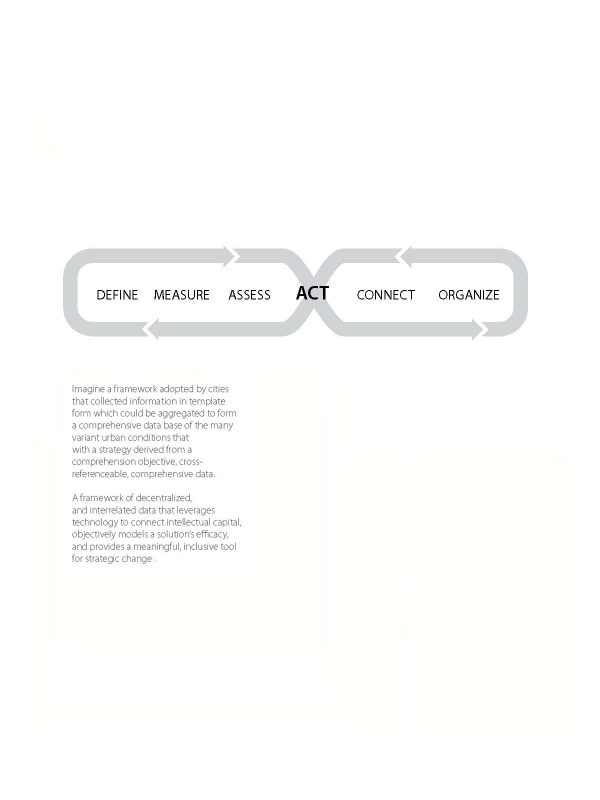 DEFINE MEASURE ASSESS ACT CONNECT ORGANIZE
Imagine a framework adopted by cities
that collected information in template
form which could be aggregated to form
a comprehensive data base of the many
variant urban conditions that
with a strategy derived from a
comprehension objective, cross-
referenceable, comprehensive data.
A framework of decentralized,
and interrelated data that leverages
technology to connect intellectual capital,
objectively models a solution's efficacy,
and provides a meaningful, inclusive tool
for strategic change .